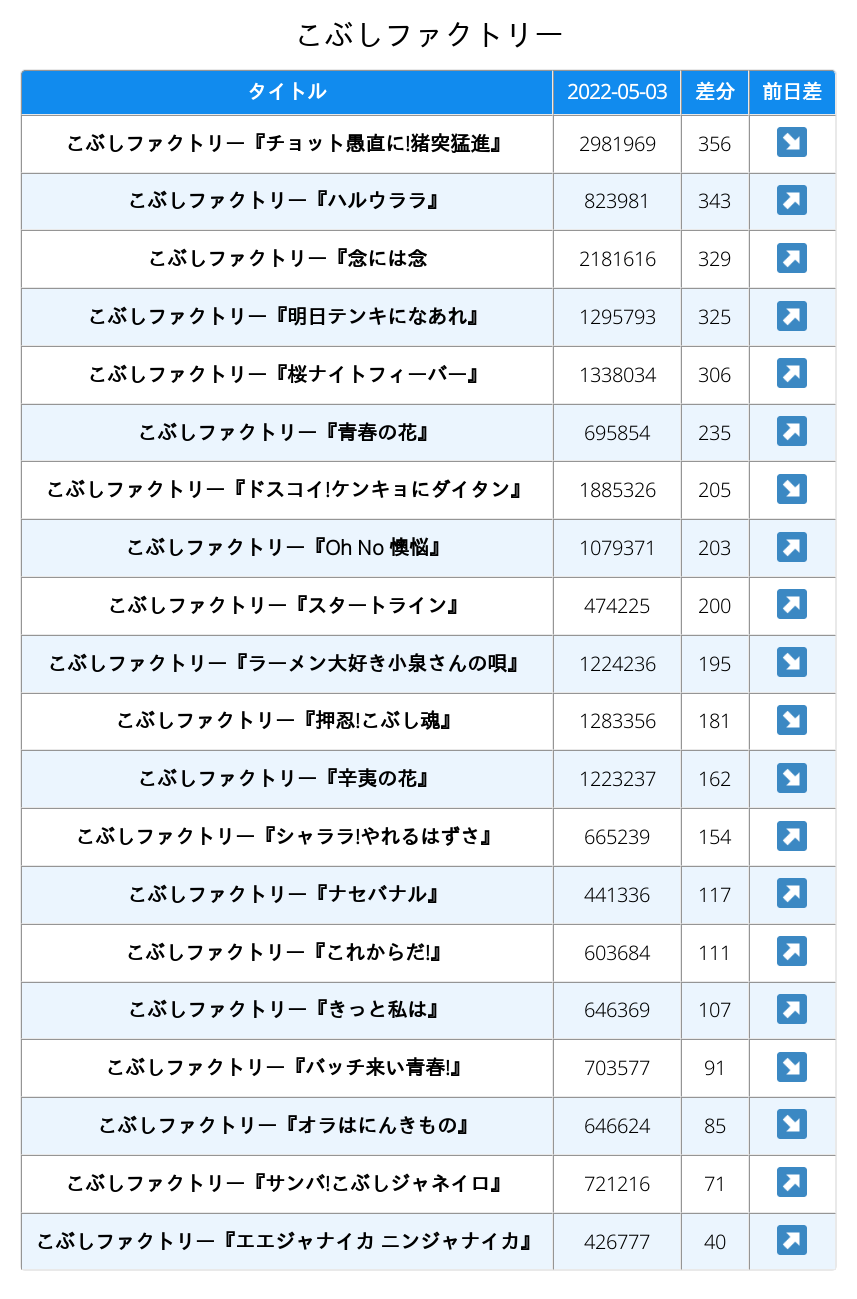 こぶしファクトリー
タイトル 2022-05-03 差分 前日差
こぶしファクトリー『チョット愚直に!猪突猛進』 2981969 356 ↘
こぶしファクトリー『ハルウララ』 823981 343 ↗
こぶしファクトリー『念には念 2181616 329 ↗
こぶしファクトリー『明日テンキになあれ』 1295793 325 ↗
こぶしファクトリー『桜ナイトフィーバー』 1338034 306 ↗
こぶしファクトリー『青春の花』 695854 235 ↗
こぶしファクトリー『ドスコイ!ケンキョにダイタン』 1885326 205 ↘
こぶしファクトリー『Oh No 懊悩』 1079371 203 ↗
こぶしファクトリー『スタートライン』 474225 200 ↗
こぶしファクトリー『ラーメン大好き小泉さんの唄』 1224236 195 ↘
こぶしファクトリー『押忍!こぶし魂』 1283356 181 ↘
こぶしファクトリー『辛夷の花』 1223237 162 ↘
こぶしファクトリー『シャララ!やれるはずさ』 665239 154 ↗
こぶしファクトリー『ナセバナル』 441336 117 ↗
こぶしファクトリー『これからだ!』 603684 111 ↗
こぶしファクトリー『きっと私は』 646369 107 ↗
こぶしファクトリー『バッチ来い青春!』 703577 91 ↘
こぶしファクトリー『オラはにんきもの』 646624 85 ↘
こぶしファクトリー『サンバ!こぶしジャネイロ』 721216 71 ↗
こぶしファクトリー『エエジャナイカ ニンジャナイカ』 426777 40 ↗